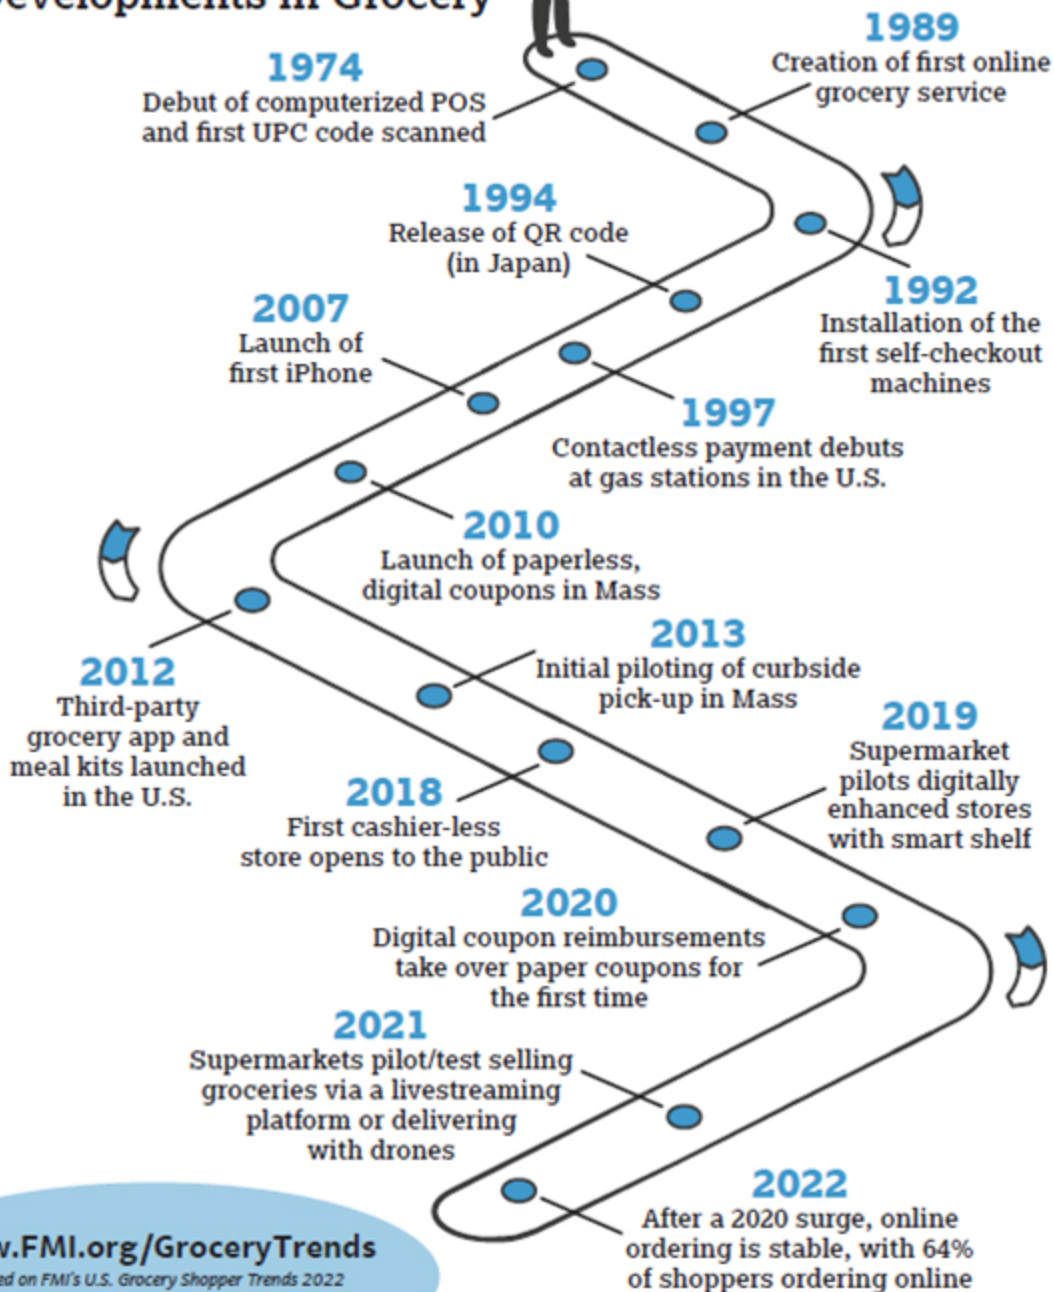 Developments in Grocery
1974
Debut of computerized POS
and first UPC code scanned
1989
Creation of first online
grocery service
1992
Installation of the
first self-checkout
machines
1994
Release of QR code
(in Japan)
1997
Contactless payment debuts
at gas stations in the U.S.
2007
Launch of
first iPhone
2010
Launch of paperless,
digital coupons in Mass
2012
Third-party
grocery app and
meal kits launched
in the U.S.
2013
Initial piloting of curbside
pick-up in Mass
2018
First cashier-less
store opens to the public
2019
Supermarket
pilots digitally
enhanced stores
with smart shelf
2020
Digital coupon reimbursements
take over paper coupons for
the first time
2021
Supermarkets pilot/test selling
groceries via a livestreaming
platform or delivering
with drones
2022
After a 2020 surge, online
ordering is stable, with 64%
of shoppers ordering online
w.FMI.org/GroceryTrends
ed on FMI's U.S. Grocery Shopper Trends 2022